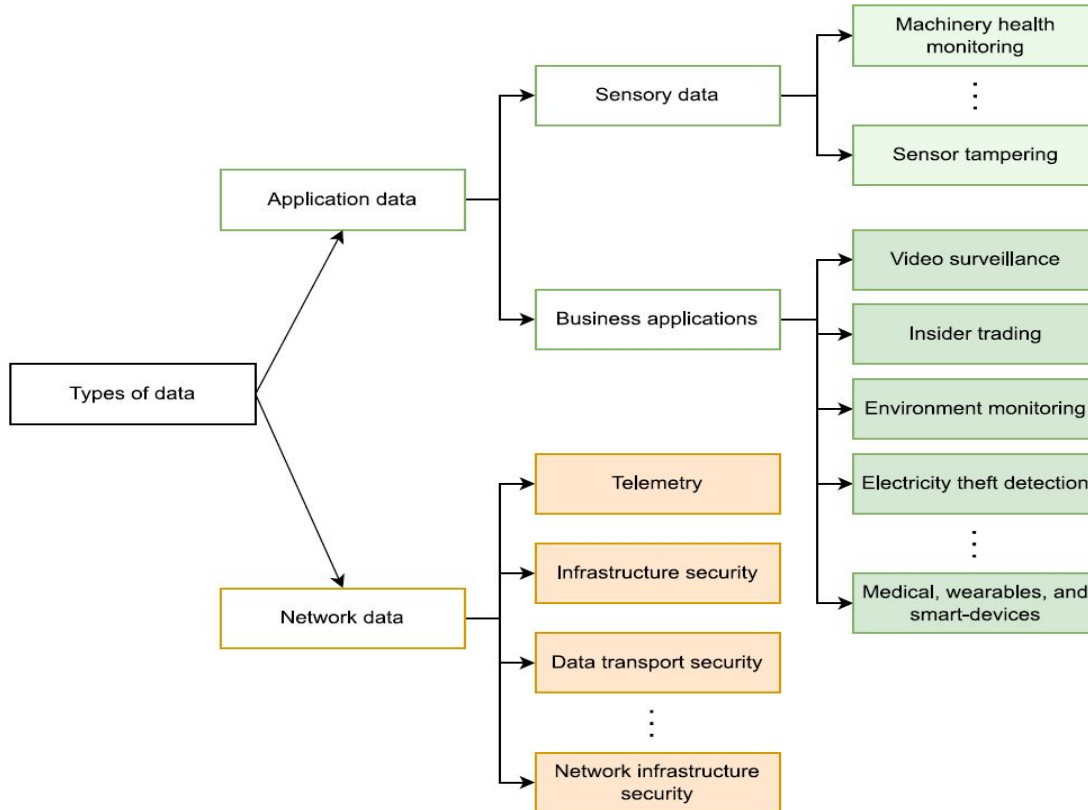 Machinery health
monitoring
Sensory data
Sensor tampering
Application data
Video surveillance
Business applications
Insider trading
Types of data
Environment monitoring
Telemetry
Electricity theft detection
Infrastructure security
Medical, wearables, and
smart-devices
Network data
Data transport security
Network infrastructure
security